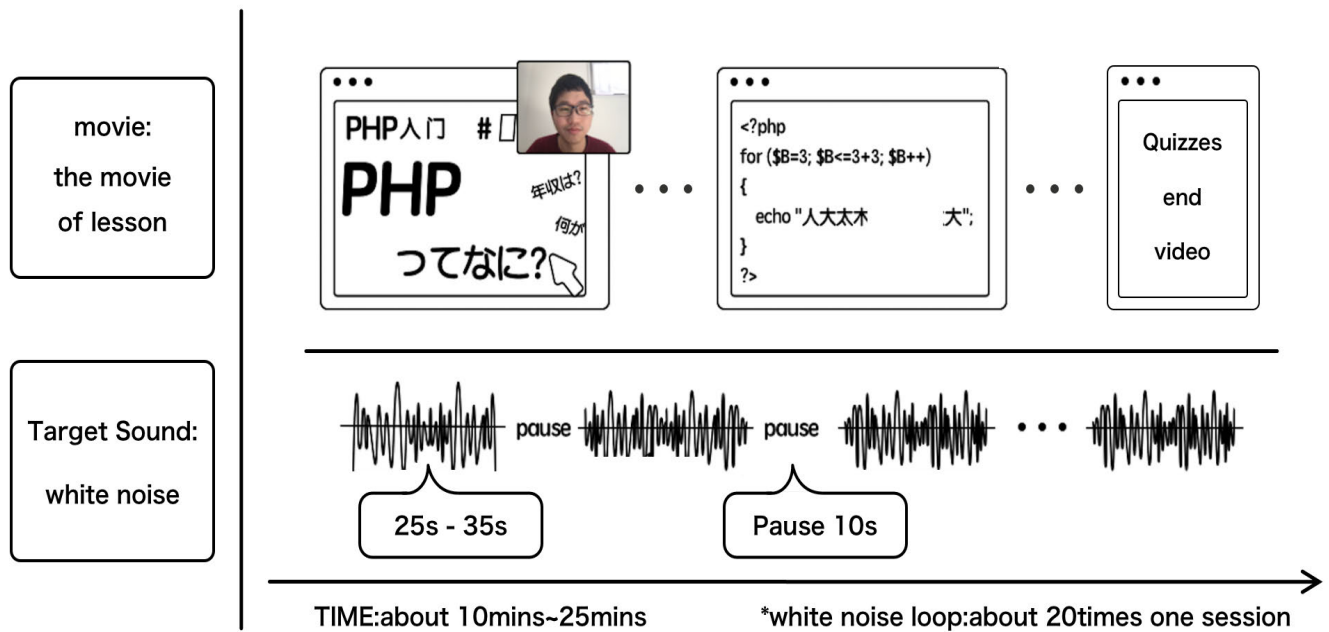 movie:
the movie
of lesson
PHP入门 #
PHP
年収は?
何が
ってなに?
<?php
for ($B=3; $B<=3+3; $B++)
{
echo "人大太木 大";
}
?>
Quizzes
end
video
Target Sound:
white noise
pause
pause
25s - 35s
Pause 10s
TIME:about 10mins~25mins
*white noise loop:about 20times one session